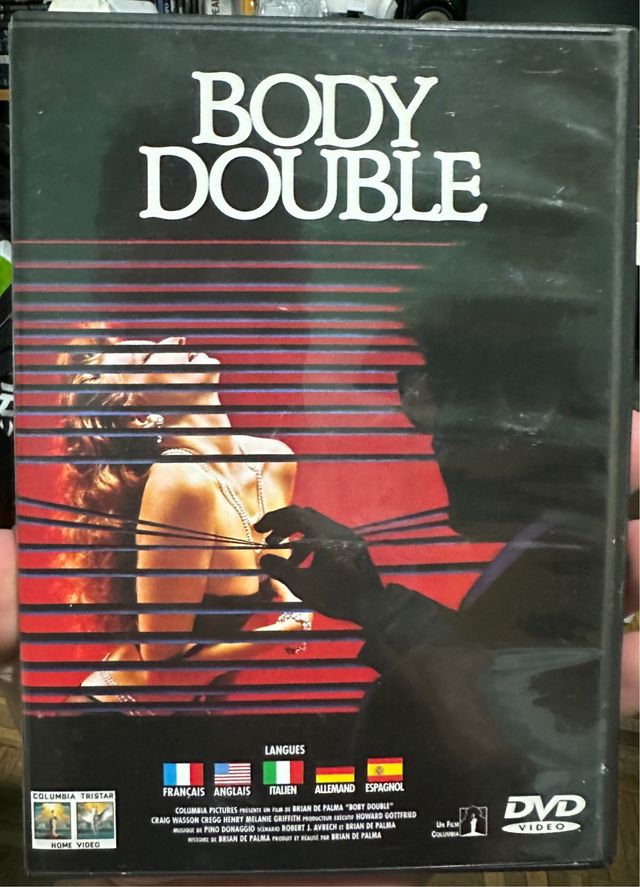 BODY
DOUBLE
LANGUES
FRANÇAIS ANGLAIS ITALIEN ALLEMAND ESPAGNOL
COLUMBIA TRISTAR
HOME VIDEO
COLUMBIA PICTURES PRÉSENTE UN FILM DE BRIAN DE PALMA "BOBY DOUBLE"
CRAIG WASSON GREGG HENRY MELANIE GRIFFITH PRODUCTEUR EXÉCUTIF HOWARD GOTTFRIED
MUSIQUE DE PINO DONAGGIO SCÉNARIO ROBERT J. AVRECH ET BRIAN DE PALMA
HISTOIRE DE BRIAN DE PALMA PRODUIT ET RÉALISÉ PAR BRIAN DE PALMA
UN FILM
COLUMBIA
DVD
VIDEO